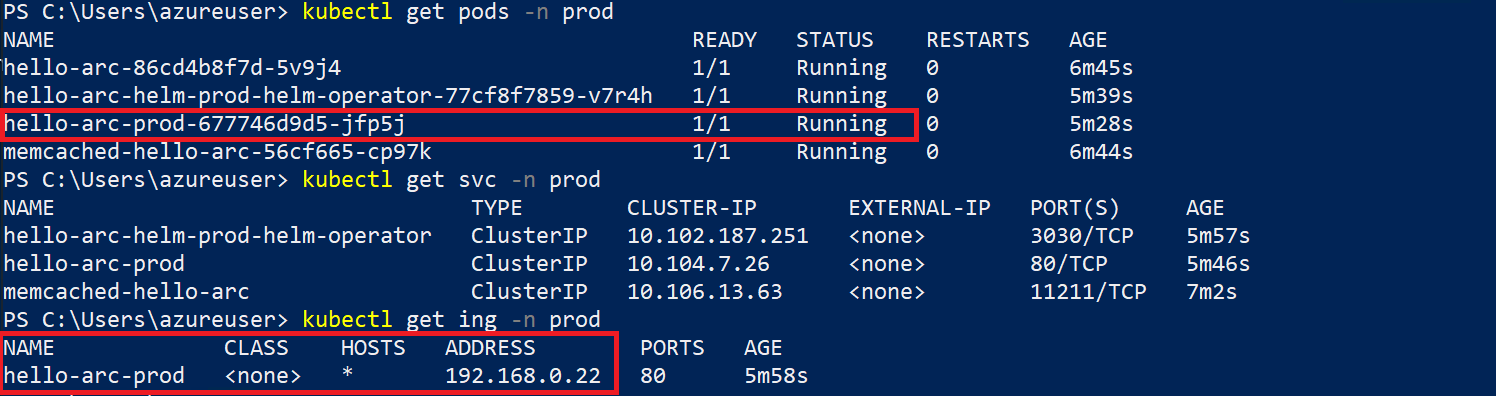 PS C:\Users\azureuser> kubectl get pods -n prod
NAME READY STATUS RESTARTS AGE
hello-arc-86cd4b8f7d-5v9j4 1/1 Running 0 6m45s
hello-arc-helm-prod-helm-operator-77cf8f7859-v7r4h 1/1 Running 0 5m39s
hello-arc-prod-677746d9d5-jfp5j 1/1 Running 0 5m28s
memcached-hello-arc-56cf665-cp97k 1/1 Running 0 6m44s
PS C:\Users\azureuser> kubectl get svc -n prod
NAME TYPE CLUSTER-IP EXTERNAL-IP PORT(S) AGE
hello-arc-helm-prod-helm-operator ClusterIP 10.102.187.251 <none> 3030/TCP 5m57s
hello-arc-prod ClusterIP 10.104.7.26 <none> 80/TCP 5m46s
memcached-hello-arc ClusterIP 10.106.13.63 <none> 11211/TCP 7m2s
PS C:\Users\azureuser> kubectl get ing -n prod
NAME CLASS HOSTS ADDRESS PORTS AGE
hello-arc-prod <none> * 192.168.0.22 80 5m58s